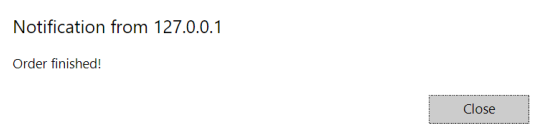 Notification from 127.0.0.1
Order finished!
Close